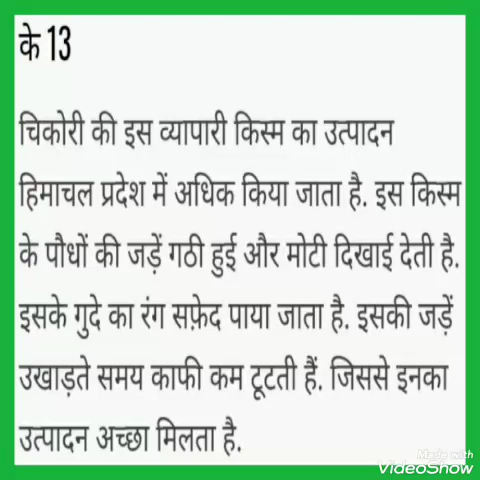 के 13
चिकोरी की इस व्यापारी किस्म का उत्पादन
हिमाचल प्रदेश में अधिक किया जाता है. इस किस्म
के पौधों की जड़ें गठी हुई और मोटी दिखाई देती है.
इसके गुदे का रंग सफ़ेद पाया जाता है. इसकी जड़ें
उखाड़ते समय काफी कम टूटती हैं. जिससे इनका
उत्पादन अच्छा मिलता है.
Made with
VideoShow